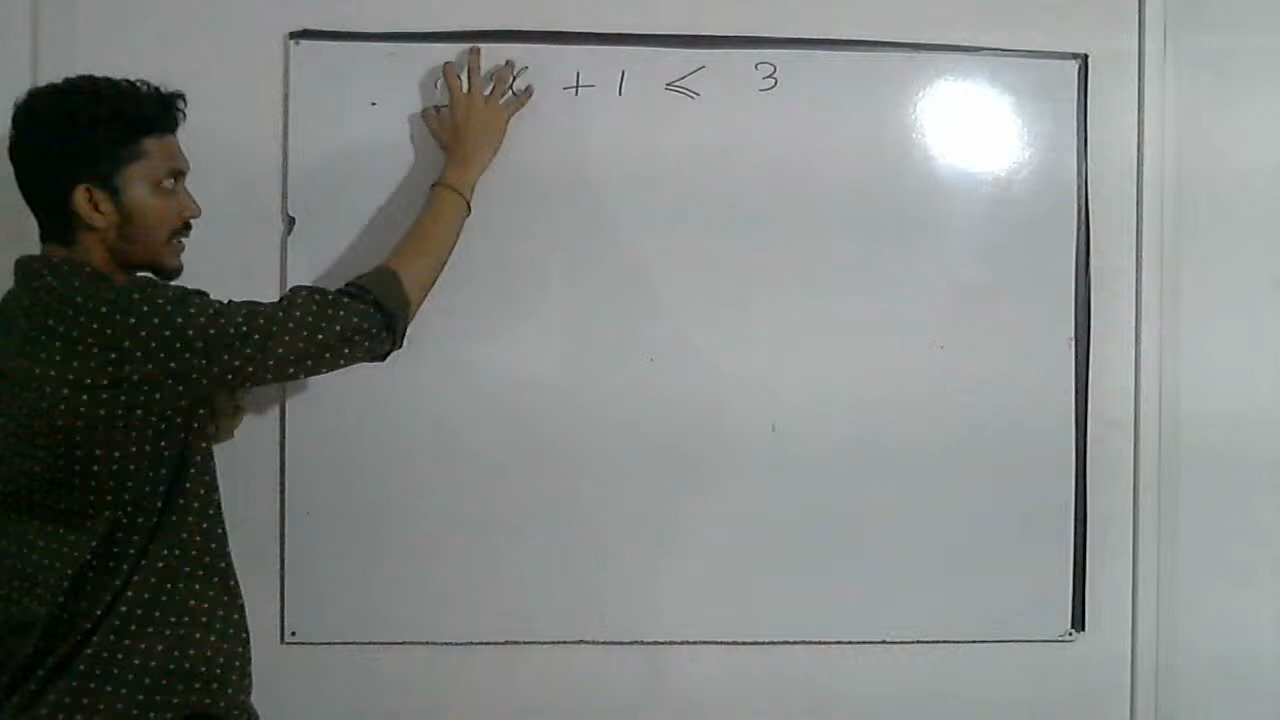 x + 1 ⩽ 3